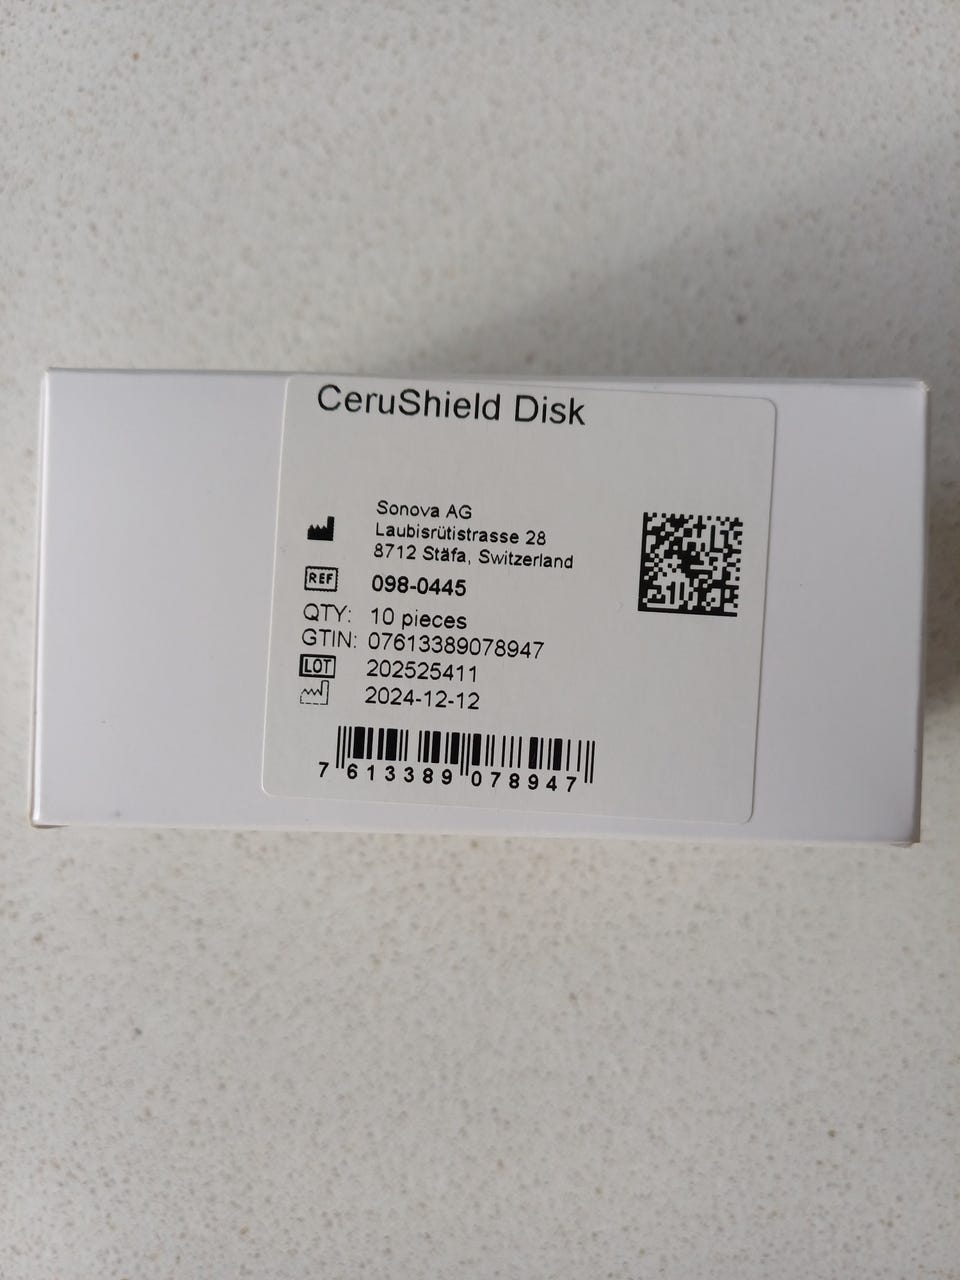 CeruShield Disk
Sonova AG
Laubisrütistrasse 28
8712 Stäfa, Switzerland
REF 098-0445
QTY: 10 pieces
GTIN: 07613389078947
LOT 202525411
2024-12-12
7 613389 078947